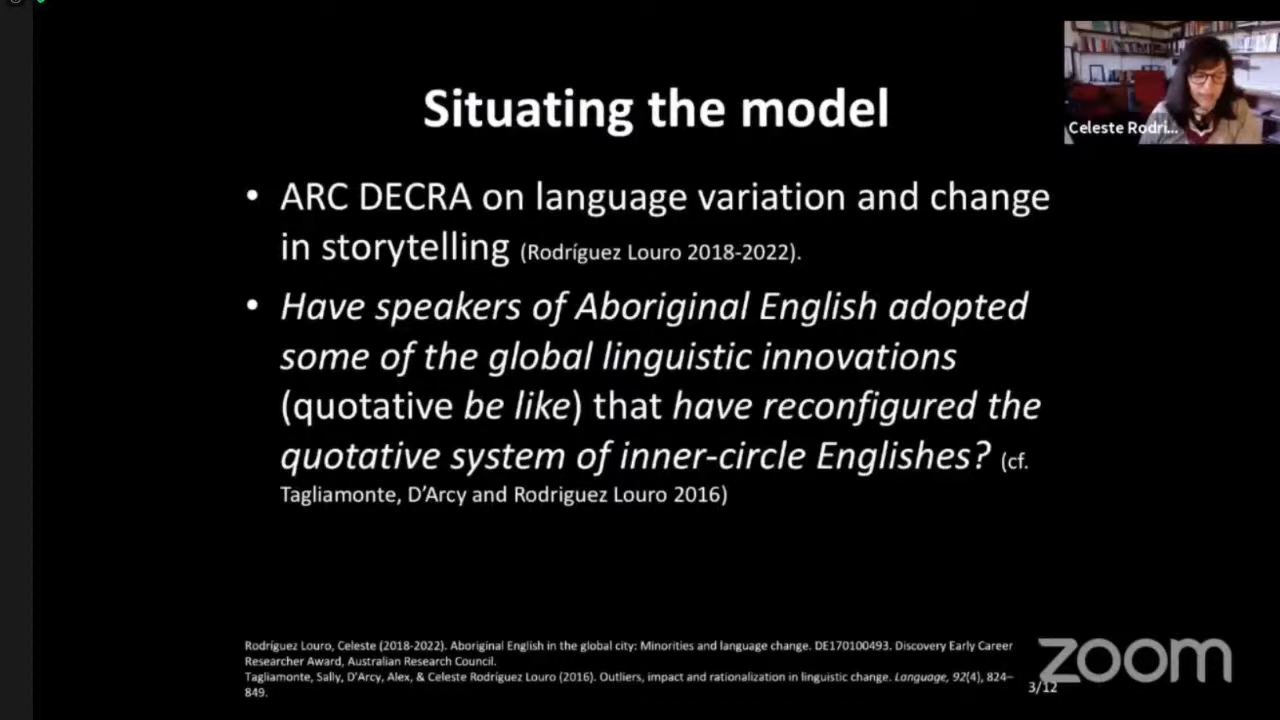 Situating the model
Celeste Rodri...
• ARC DECRA on language variation and change
in storytelling (Rodríguez Louro 2018-2022).
• Have speakers of Aboriginal English adopted
some of the global linguistic innovations
(quotative be like) that have reconfigured the
quotative system of inner-circle Englishes? (cf.
Tagliamonte, D'Arcy and Rodriguez Louro 2016)
Rodríguez Louro, Celeste (2018-2022). Aboriginal English in the global city: Minorities and language change. DE170100493. Discovery Early Career
Researcher Award, Australian Research Council.
Tagliamonte, Sally, D'Arcy, Alex, & Celeste Rodríguez Louro (2016). Outliers, impact and rationalization in linguistic change. Language, 92(4), 824–
849.
3/12
zoom